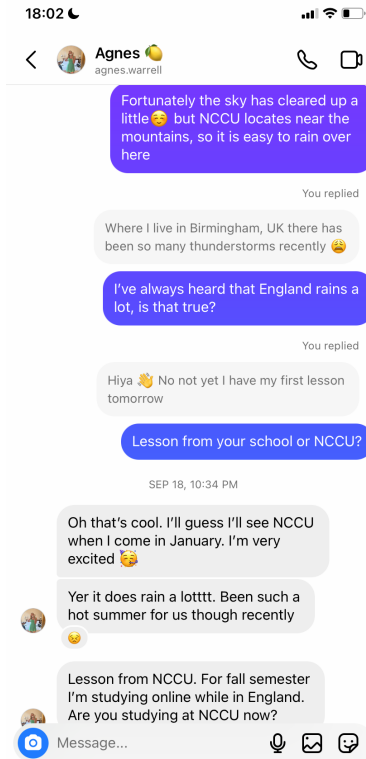 18:02
Agnes 🍋
agnes.warrell
Fortunately the sky has cleared up a
little☺️ but NCCU locates near the
mountains, so it is easy to rain over
here
You replied
Where I live in Birmingham, UK there has
been so many thunderstorms recently 😩
I've always heard that England rains a
lot, is that true?
You replied
Hiya 👋 No not yet I have my first lesson
tomorrow
Lesson from your school or NCCU?
SEP 18, 10:34 PM
Oh that's cool. I'll guess I'll see NCCU
when I come in January. I'm very
excited 🥳
Yer it does rain a lotttt. Been such a
hot summer for us though recently
😣
Lesson from NCCU. For fall semester
I'm studying online while in England.
Are you studying at NCCU now?
Message...